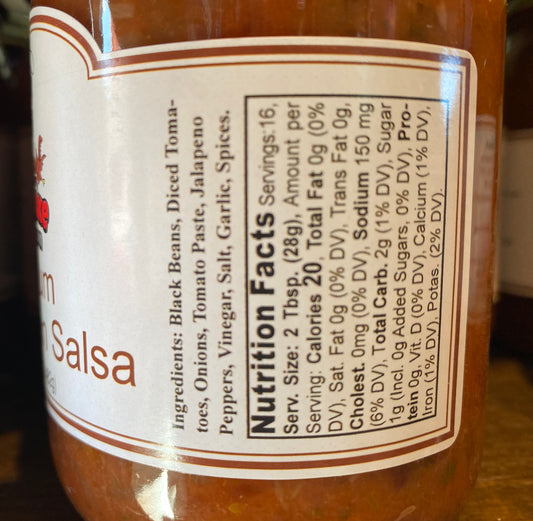 Salsa
Ingredients: Black Beans, Diced Toma-
toes, Onions, Tomato Paste, Jalapeno
Peppers, Vinegar, Salt, Garlic, Spices.
Nutrition Facts Servings:16,
Serv. Size: 2 Tbsp. (28g), Amount per
Serving: Calories 20, Total Fat 0g (0%
DV), Sat. Fat 0g (0% DV), Trans Fat 0g,
Cholest. 0mg (0% DV), Sodium 150 mg
(6% DV), Total Carb. 2g (1% DV), Sugar
1g (Incl. 0g Added Sugars, 0% DV), Pro-
tein 0g, Vit. D (0% DV), Calcium (1% DV),
Iron (1% DV), Potas. (2% DV).